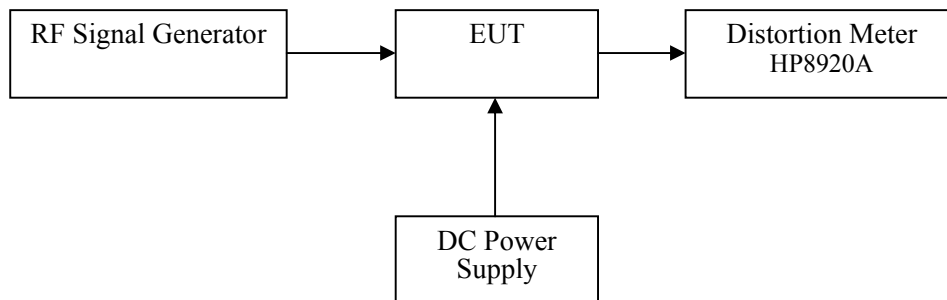 RF Signal Generator
EUT
Distortion Meter
HP8920A
DC Power
Supply